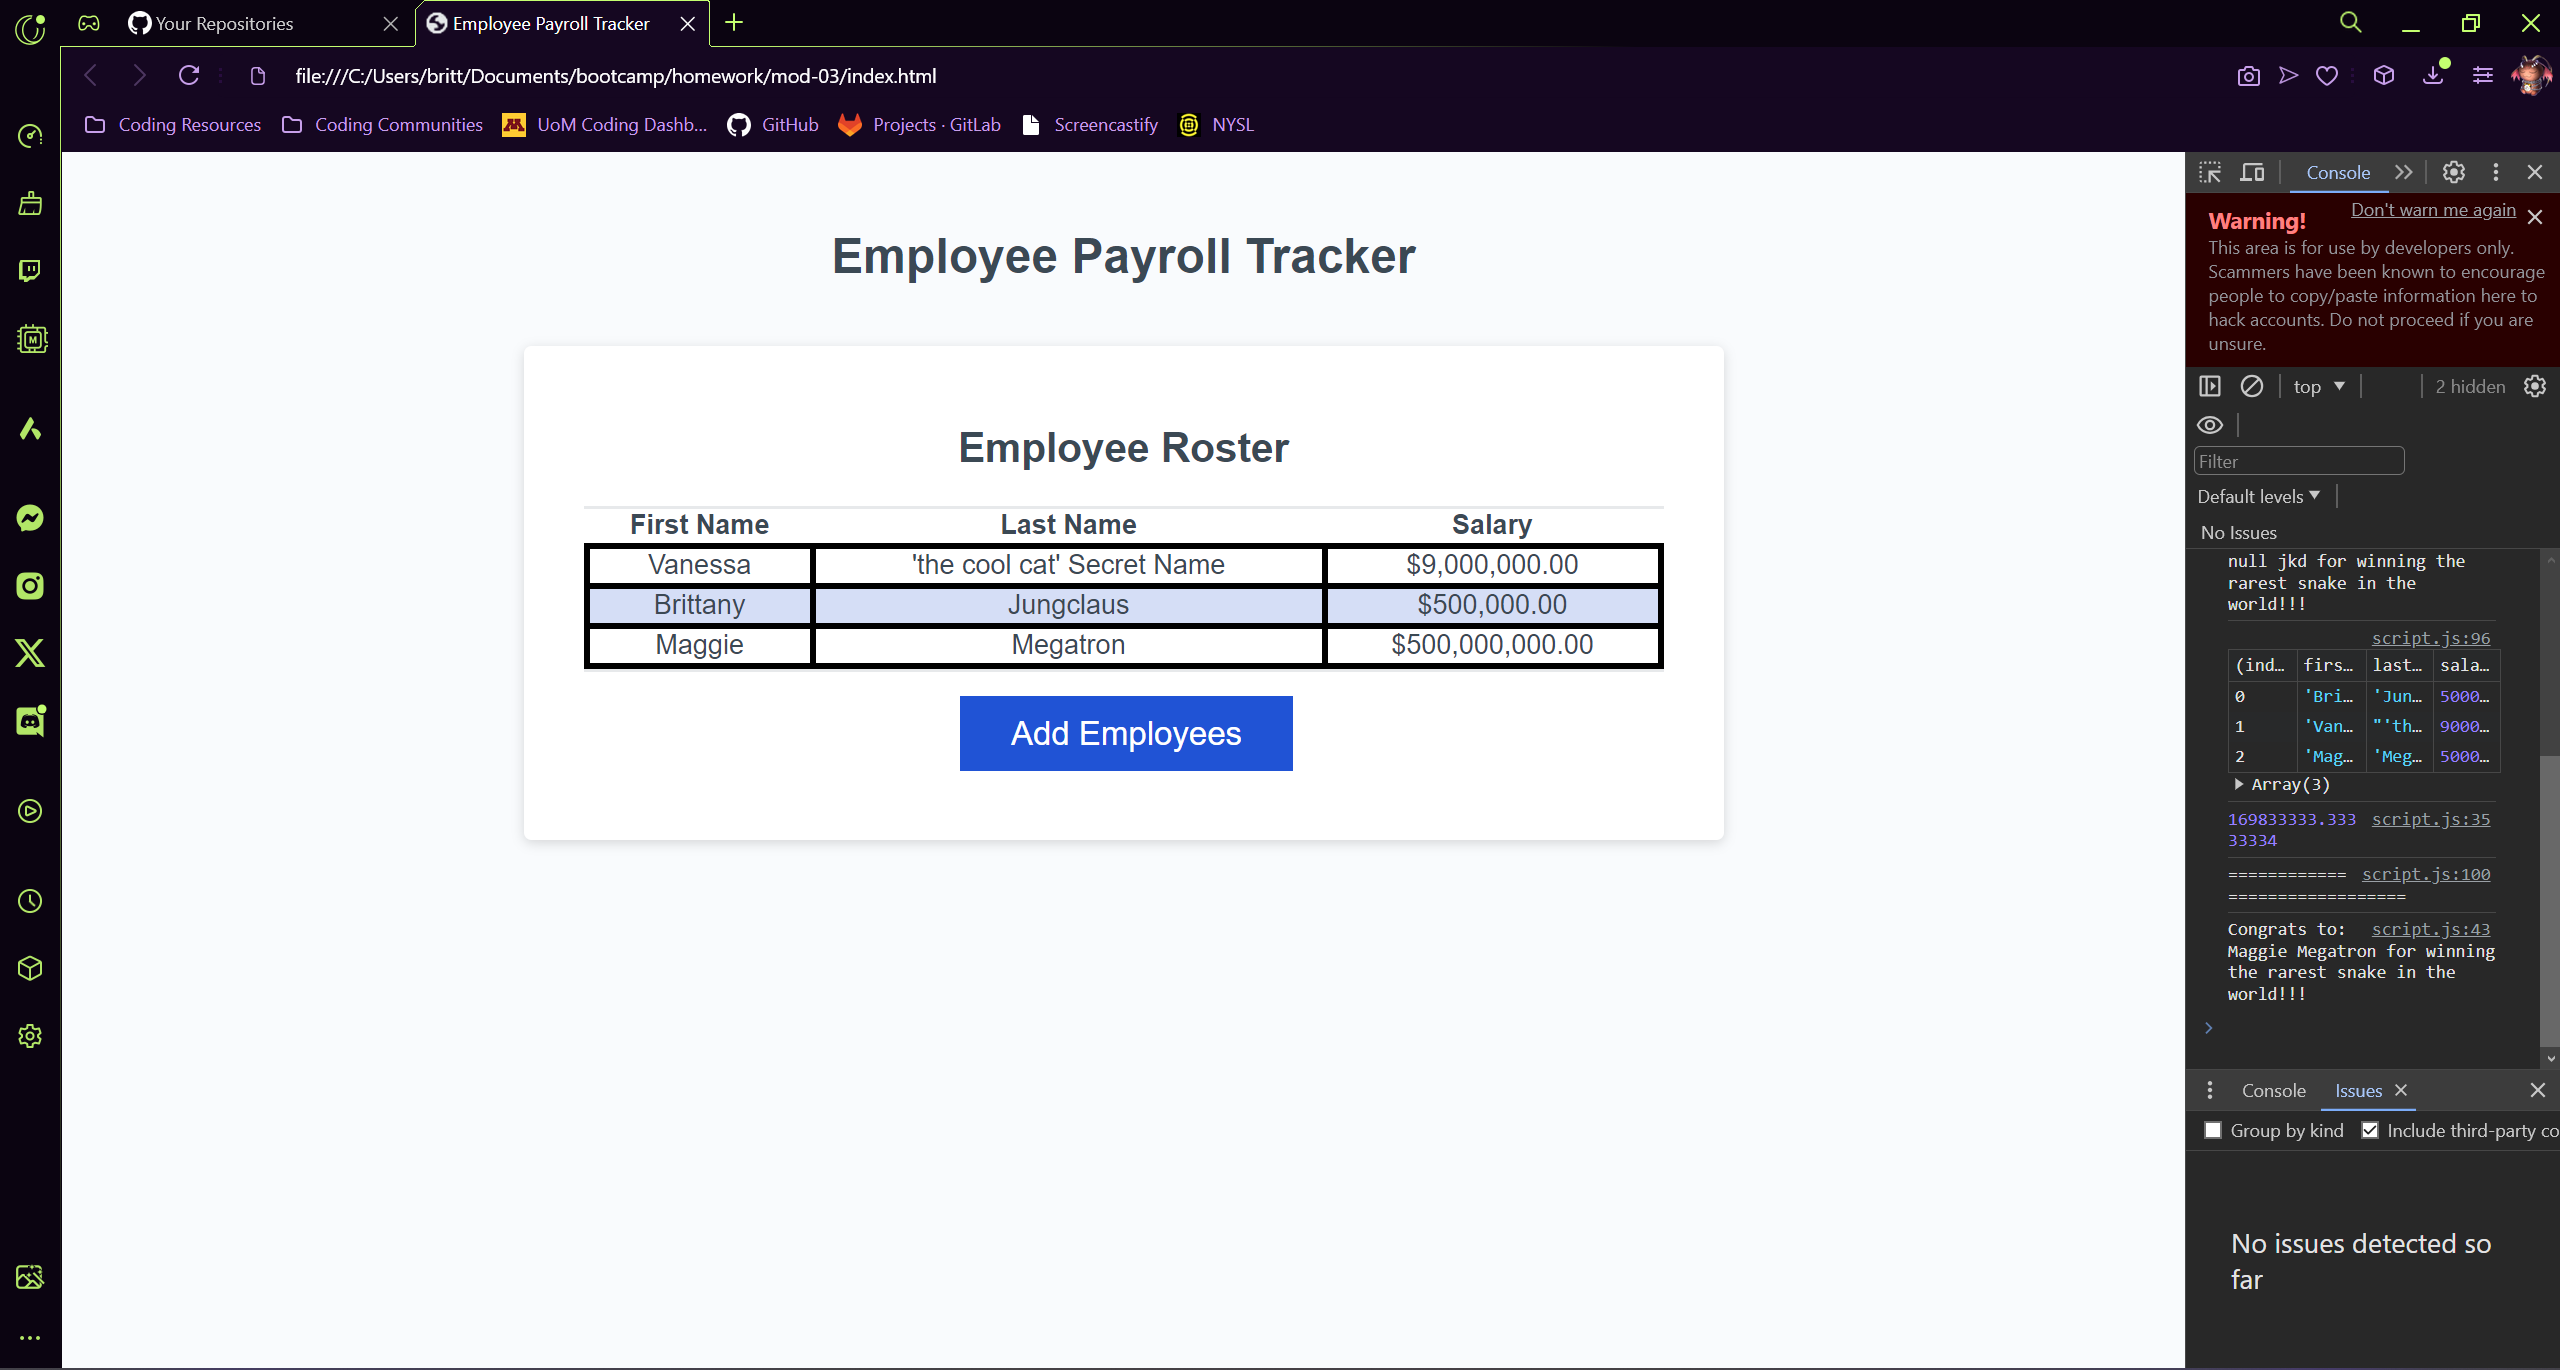 Your Repositories
Employee Payroll Tracker
file:///C:/Users/britt/Documents/bootcamp/homework/mod-03/index.html
Coding Resources
Coding Communities
UoM Coding Dashb...
GitHub
Projects · GitLab
Screencastify
NYSL
Employee Payroll Tracker
Employee Roster
First Name Last Name Salary
Vanessa 'the cool cat' Secret Name $9,000,000.00
Brittany Jungclaus $500,000.00
Maggie Megatron $500,000,000.00
Add Employees
Console
Warning! Don't warn me again
This area is for use by developers only.
Scammers have been known to encourage
people to copy/paste information here to
hack accounts. Do not proceed if you are
unsure.
top 2 hidden
Filter
Default levels
No Issues
null jkd for winning the
rarest snake in the
world!!!
script.js:96
(ind... firs... last... sala...
0 'Bri... 'Jun... 5000...
1 'Van... "'th... 9000...
2 'Mag... 'Meg... 5000...
Array(3)
169833333.333 script.js:35
33334
============ script.js:100
==================
Congrats to: script.js:43
Maggie Megatron for winning
the rarest snake in the
world!!!
Console Issues
Group by kind Include third-party co
No issues detected so
far